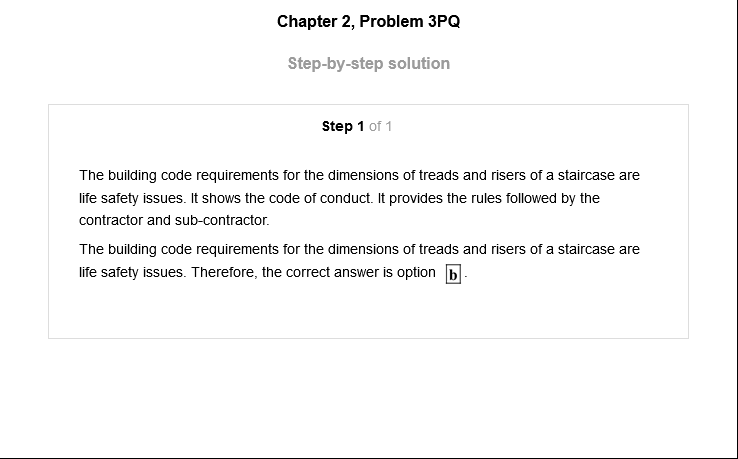 Chapter 2, Problem 3PQ
Step-by-step solution
Step 1 of 1
The building code requirements for the dimensions of treads and risers of a staircase are
life safety issues. It shows the code of conduct. It provides the rules followed by the
contractor and sub-contractor.
The building code requirements for the dimensions of treads and risers of a staircase are
life safety issues. Therefore, the correct answer is option b.